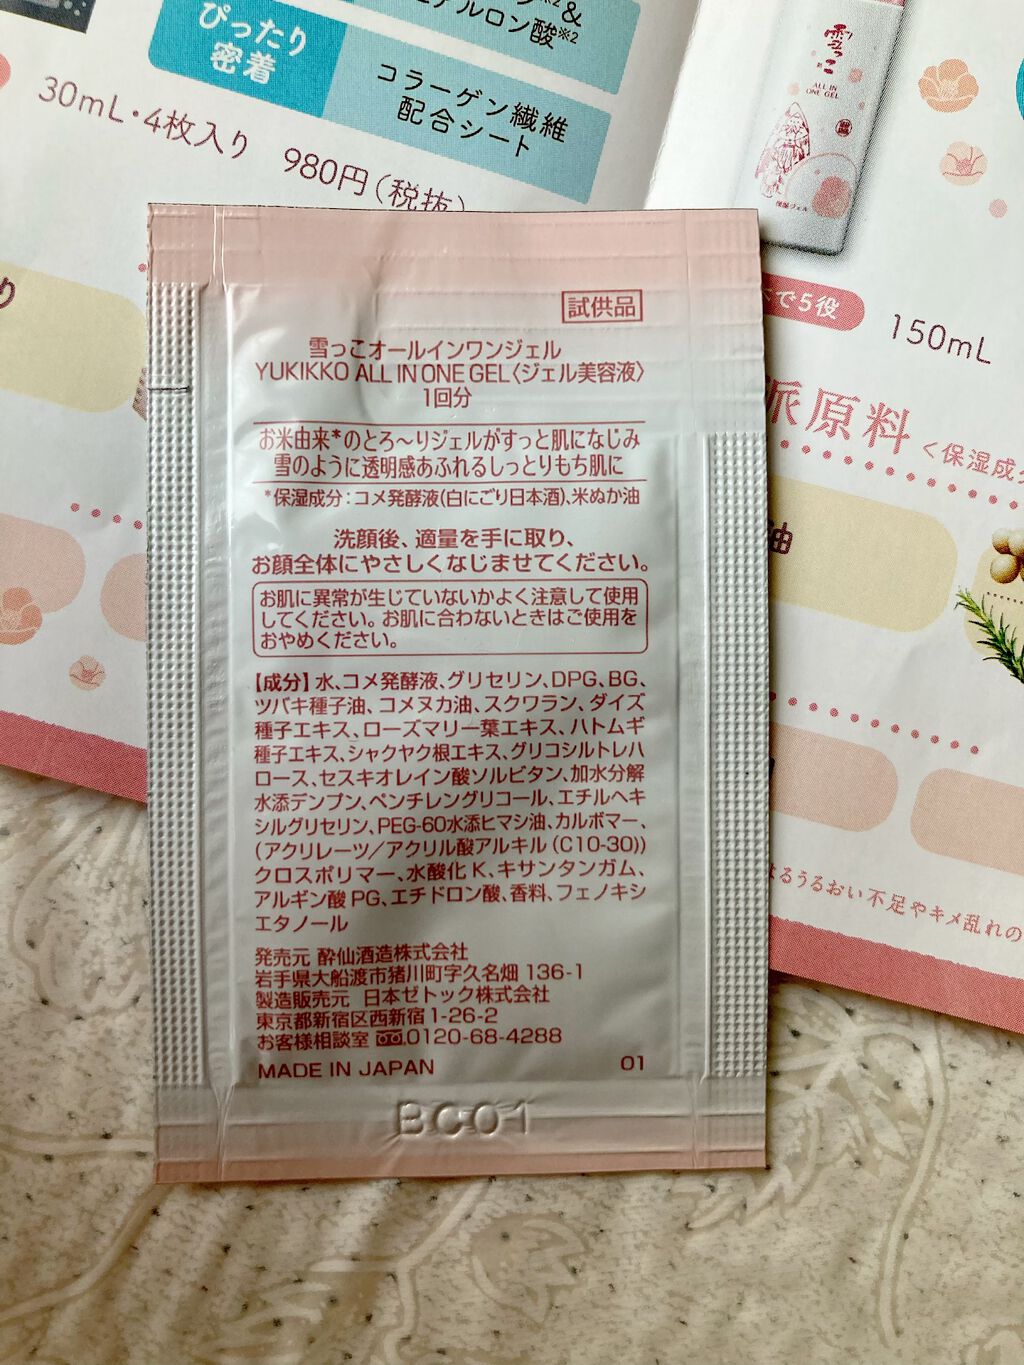 ルロン酸※2
ぴったり
密着
コラーゲン繊維
配合シート
30mL・4枚入り 980円(税抜)
雪っこ
ALL IN
ONE GEL
保湿ジェル
で5役
150mL
派原料
<保湿成分
油
試供品
雪っこオールインワンジェル
YUKIKKO ALL IN ONE GEL〈ジェル美容液〉
1回分
お米由来*のとろ〜りジェルがすっと肌になじみ
雪のように透明感あふれるしっとりもち肌に
*保湿成分:コメ発酵液(白にごり日本酒)、米ぬか油
洗顔後、適量を手に取り、
お顔全体にやさしくなじませてください。
お肌に異常が生じていないかよく注意して使用
してください。お肌に合わないときはご使用を
おやめください。
【成分】水、コメ発酵液、グリセリン、DPG、BG、
ツバキ種子油、コメヌカ油、スクワラン、ダイズ
種子エキス、ローズマリー葉エキス、ハトムギ
種子エキス、シャクヤク根エキス、グリコシルトレハ
ロース、セスキオレイン酸ソルビタン、加水分解
水添デンプン、ペンチレングリコール、エチルヘキ
シルグリセリン、PEG-60水添ヒマシ油、カルボマー、
(アクリレーツ/アクリル酸アルキル(C10-30))
クロスポリマー、水酸化K、キサンタンガム、
アルギン酸PG、エチドロン酸、香料、フェノキシ
エタノール
発売元 酔仙酒造株式会社
岩手県大船渡市猪川町字久名畑 136-1
製造販売元 日本ゼトック株式会社
東京都新宿区西新宿1-26-2
お客様相談室 0120-68-4288
MADE IN JAPAN 01
BC01
はるうるおい不足やキメ乱れの